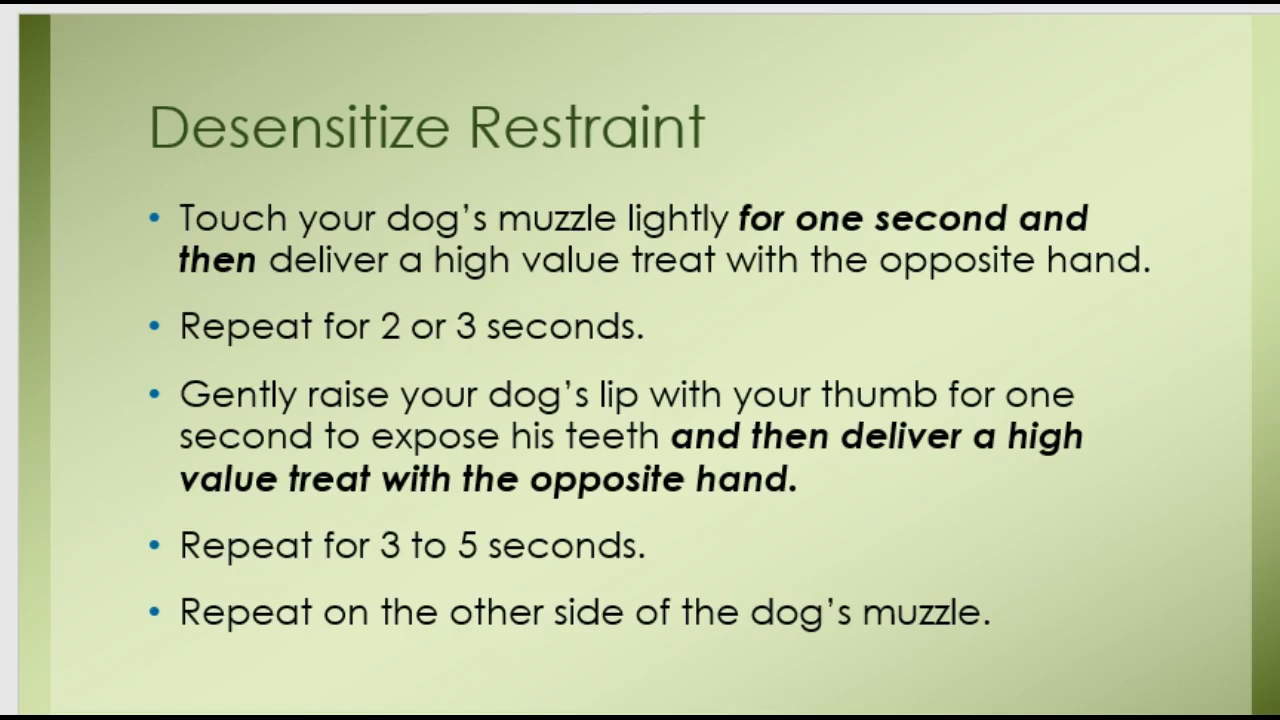 Desensitize Restraint
• Touch your dog’s muzzle lightly for one second and
then deliver a high value treat with the opposite hand.
• Repeat for 2 or 3 seconds.
• Gently raise your dog’s lip with your thumb for one
second to expose his teeth and then deliver a high
value treat with the opposite hand.
• Repeat for 3 to 5 seconds.
• Repeat on the other side of the dog’s muzzle.